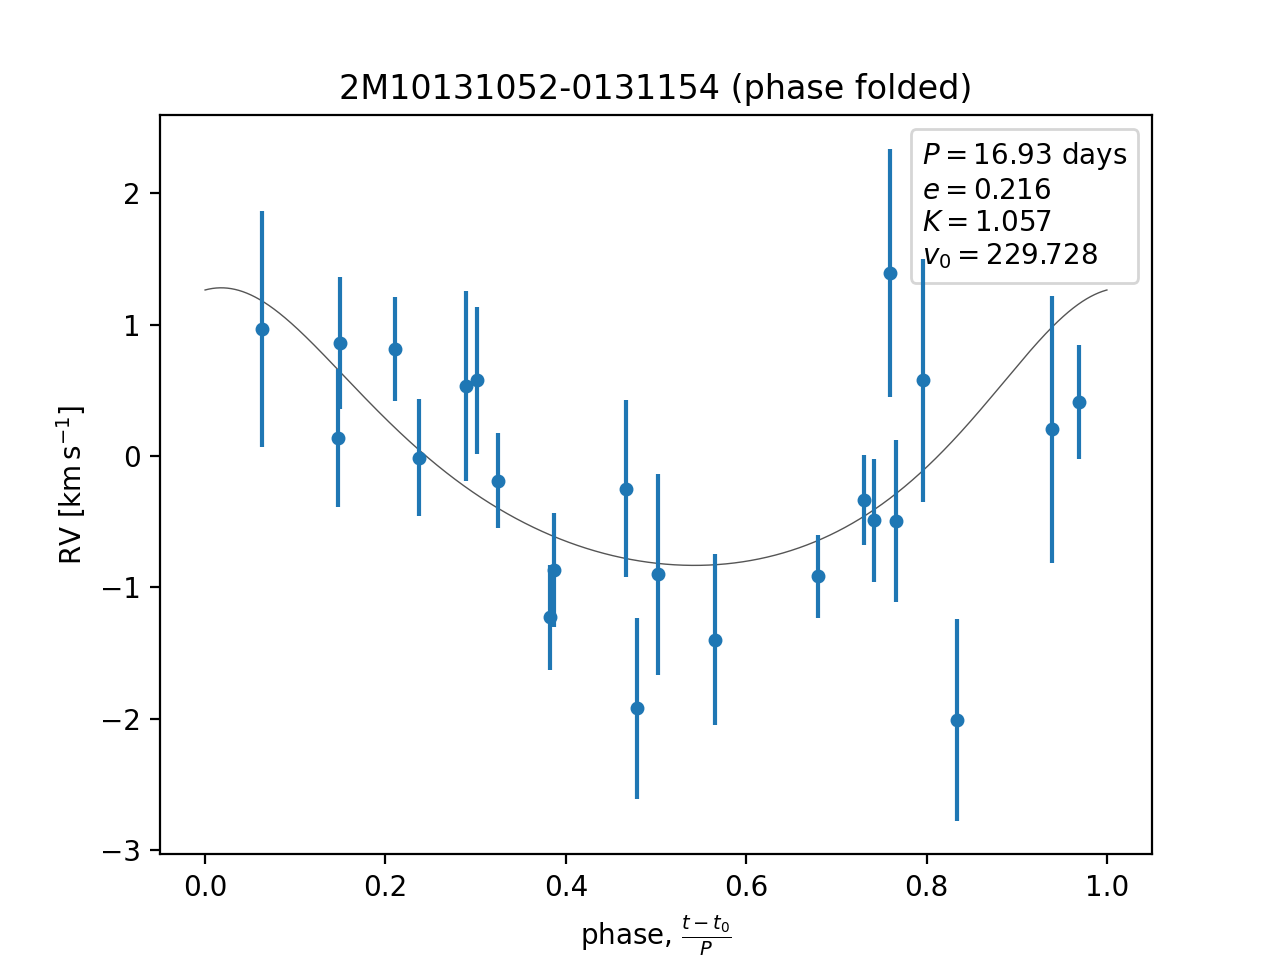 2M10131052-0131154 (phase folded)
P = 16.93 days
e = 0.216
K = 1.057
v₀ = 229.728
RV [km s⁻¹]
2
1
0
−1
−2
−3
0.0 0.2 0.4 0.6 0.8 1.0
phase, (t − t₀)/P